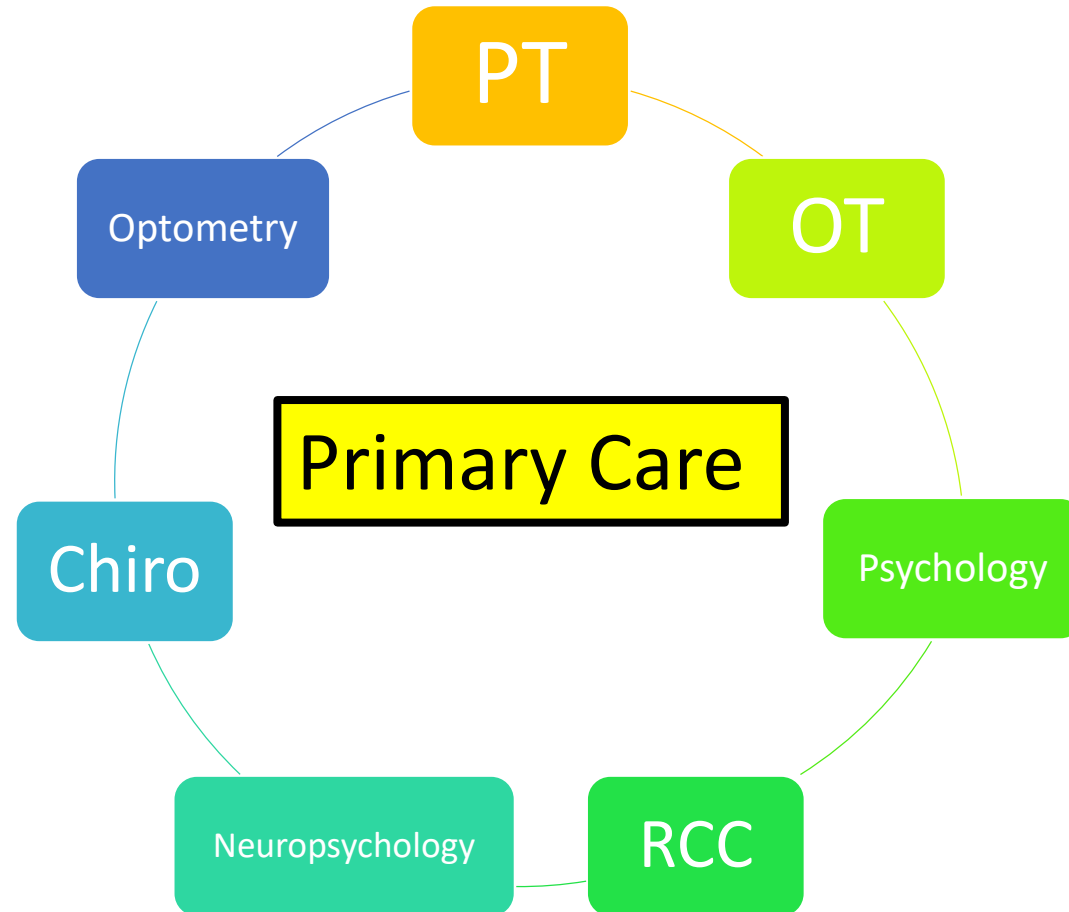 PT
OT
Optometry
Primary Care
Psychology
Chiro
RCC
Neuropsychology